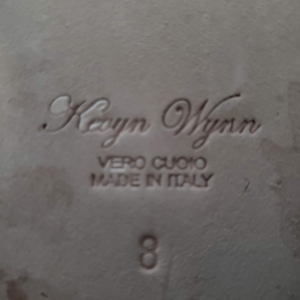 Kevyn Wynn
VERO CUOIO
MADE IN ITALY
8